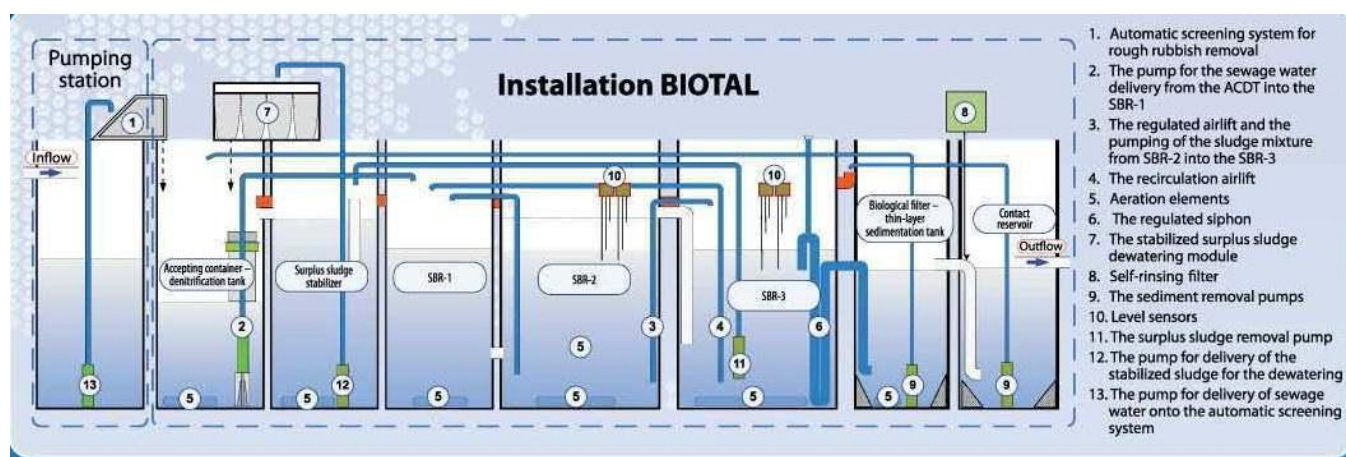 Pumping
station
Installation BIOTAL
1
7
8
Inflow
10
10
Accepting container –
denitrification tank
Surplus sludge
stabilizer
SBR-1
SBR-2
SBR-3
Biological filter –
thin-layer
sedimentation tank
Contact
reservoir
Outflow
2
3
4
6
5
11
13
5
5
12
5
5
5
5
9
9
1. Automatic screening system for
rough rubbish removal
2. The pump for the sewage water
delivery from the ACDT into the
SBR-1
3. The regulated airlift and the
pumping of the sludge mixture
from SBR-2 into the SBR-3
4. The recirculation airlift
5. Aeration elements
6. The regulated siphon
7. The stabilized surplus sludge
dewatering module
8. Self-rinsing filter
9. The sediment removal pumps
10. Level sensors
11. The surplus sludge removal pump
12. The pump for delivery of the
stabilized sludge for the dewatering
13. The pump for delivery of sewage
water onto the automatic screening
system